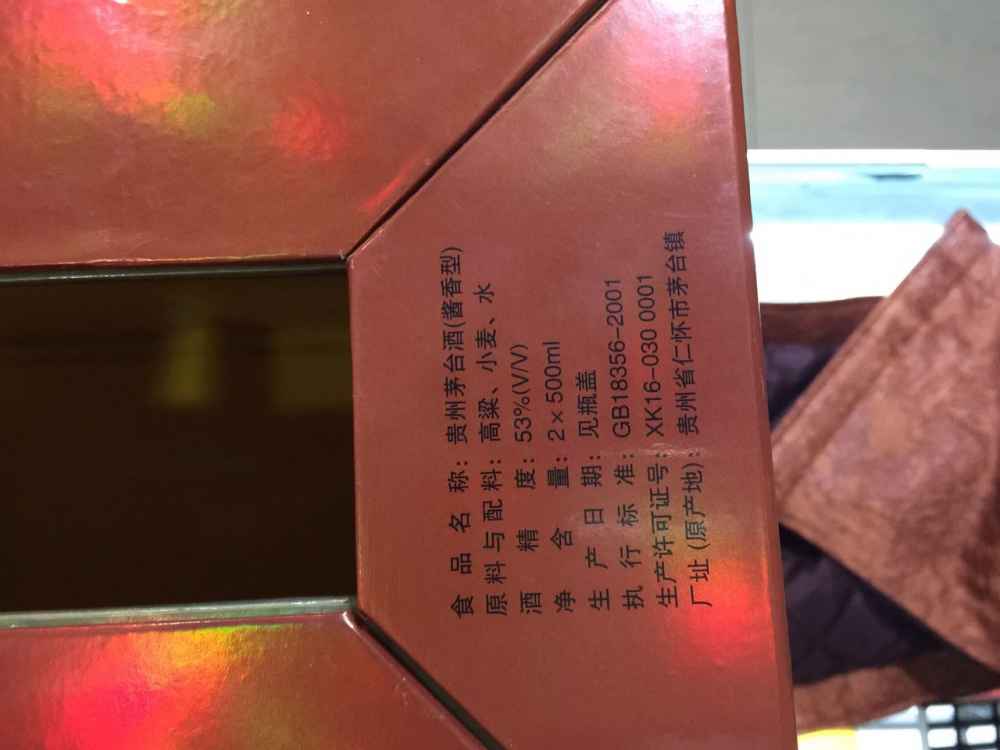 食品名称：贵州茅台酒(酱香型)
原料与配料：高粱、小麦、水
酒精度：53%(V/V)
净含量：2×500ml
生产日期：见瓶盖
执行标准：GB18356-2001
生产许可证号：XK16-030 0001
厂址(原产地)：贵州省仁怀市茅台镇